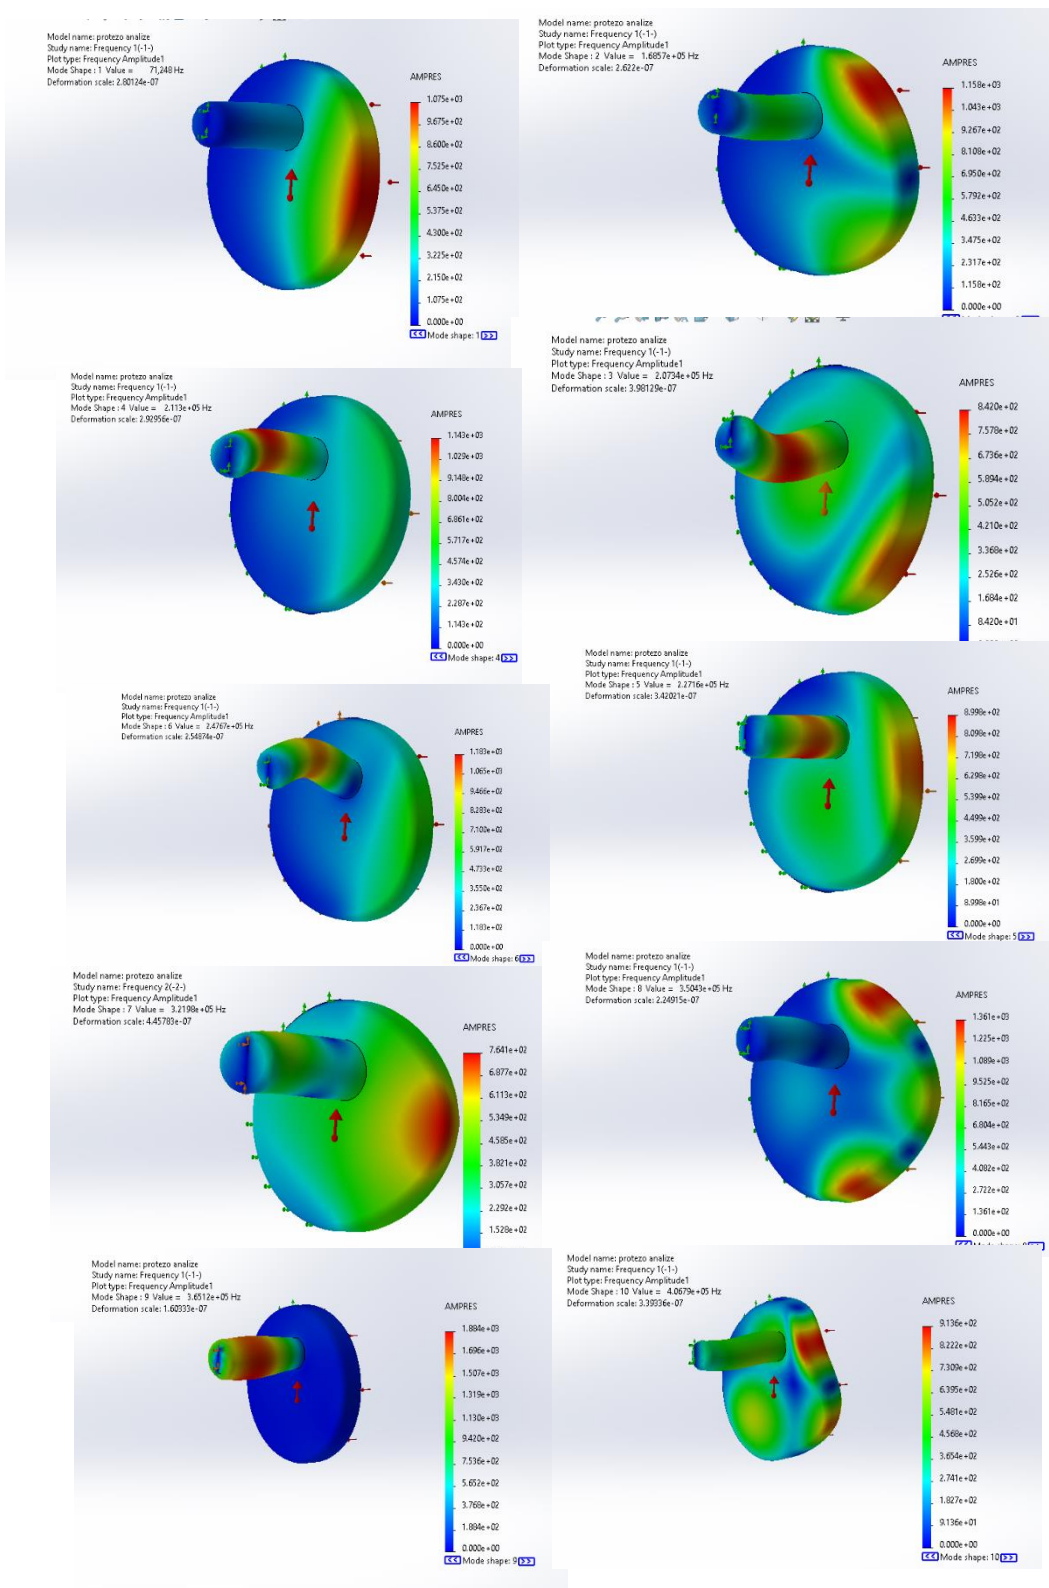 Model name: protezo analize
Study name: Frequency 1(-1-)
Plot type: Frequency Amplitude1
Mode Shape : 1 Value = 71,248 Hz
Deformation scale: 2.80124e-07
AMPRES
1.075e+03
9.675e+02
8.600e+02
7.525e+02
6.450e+02
5.375e+02
4.300e+02
3.225e+02
2.150e+02
1.075e+02
0.000e+00
<< Mode shape: 1 >>
Model name: protezo analize
Study name: Frequency 1(-1-)
Plot type: Frequency Amplitude1
Mode Shape : 2 Value = 1.6857e+05 Hz
Deformation scale: 2.622e-07
AMPRES
1.158e+03
1.043e+03
9.267e+02
8.108e+02
6.950e+02
5.792e+02
4.633e+02
3.475e+02
2.317e+02
1.158e+02
0.000e+00
Model name: protezo analize
Study name: Frequency 1(-1-)
Plot type: Frequency Amplitude1
Mode Shape : 4 Value = 2.113e+05 Hz
Deformation scale: 2.92956e-07
AMPRES
1.143e+03
1.029e+03
9.148e+02
8.004e+02
6.861e+02
5.717e+02
4.574e+02
3.430e+02
2.287e+02
1.143e+02
0.000e+00
<< Mode shape: 4 >>
Model name: protezo analize
Study name: Frequency 1(-1-)
Plot type: Frequency Amplitude1
Mode Shape : 3 Value = 2.0734e+05 Hz
Deformation scale: 3.98129e-07
AMPRES
8.420e+02
7.578e+02
6.736e+02
5.894e+02
5.052e+02
4.210e+02
3.368e+02
2.526e+02
1.684e+02
8.420e+01
Model name: protezo analize
Study name: Frequency 1(-1-)
Plot type: Frequency Amplitude1
Mode Shape : 6 Value = 2.4767e+05 Hz
Deformation scale: 2.54874e-07
AMPRES
1.183e+03
1.065e+03
9.466e+02
8.283e+02
7.100e+02
5.917e+02
4.733e+02
3.550e+02
2.367e+02
1.183e+02
0.000e+00
<< Mode shape: 6 >>
Model name: protezo analize
Study name: Frequency 1(-1-)
Plot type: Frequency Amplitude1
Mode Shape : 5 Value = 2.2716e+05 Hz
Deformation scale: 3.42021e-07
AMPRES
8.998e+02
8.098e+02
7.198e+02
6.298e+02
5.399e+02
4.499e+02
3.599e+02
2.699e+02
1.800e+02
8.998e+01
0.000e+00
<< Mode shape: 5 >>
Model name: protezo analize
Study name: Frequency 2(-2-)
Plot type: Frequency Amplitude1
Mode Shape : 7 Value = 3.2198e+05 Hz
Deformation scale: 4.45783e-07
AMPRES
7.641e+02
6.877e+02
6.113e+02
5.349e+02
4.585e+02
3.821e+02
3.057e+02
2.292e+02
1.528e+02
Model name: protezo analize
Study name: Frequency 1(-1-)
Plot type: Frequency Amplitude1
Mode Shape : 8 Value = 3.5043e+05 Hz
Deformation scale: 2.24915e-07
AMPRES
1.361e+03
1.225e+03
1.089e+03
9.525e+02
8.165e+02
6.804e+02
5.443e+02
4.082e+02
2.722e+02
1.361e+02
0.000e+00
Model name: protezo analize
Study name: Frequency 1(-1-)
Plot type: Frequency Amplitude1
Mode Shape : 9 Value = 3.6512e+05 Hz
Deformation scale: 1.60333e-07
AMPRES
1.884e+03
1.696e+03
1.507e+03
1.319e+03
1.130e+03
9.420e+02
7.536e+02
5.652e+02
3.768e+02
1.884e+02
0.000e+00
<< Mode shape: 9 >>
Model name: protezo analize
Study name: Frequency 1(-1-)
Plot type: Frequency Amplitude1
Mode Shape : 10 Value = 4.0679e+05 Hz
Deformation scale: 3.39336e-07
AMPRES
9.136e+02
8.222e+02
7.309e+02
6.395e+02
5.481e+02
4.568e+02
3.654e+02
2.741e+02
1.827e+02
9.136e+01
0.000e+00
<< Mode shape: 10 >>